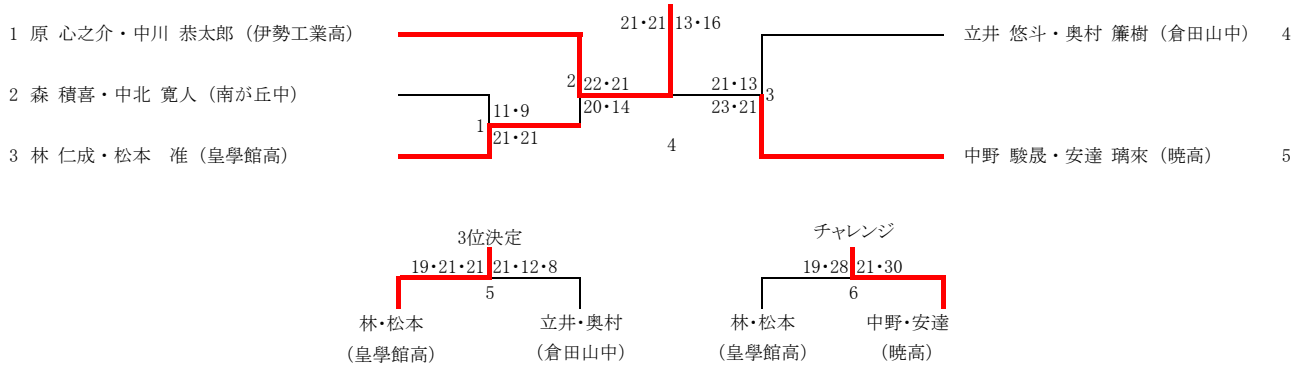 21・21 13・16
1 原 心之介・中川 恭太郎（伊勢工業高）
立井 悠斗・奥村 簾樹（倉田山中） 4
2 22・21
21・13
2 森 積喜・中北 寛人（南が丘中）
3
20・14
23・21
11・9
1
21・21
4
3 林 仁成・松本　准（皇學館高）
中野 駿晟・安達 璃來（暁高） 5
3位決定
チャレンジ
19・21・21 21・12・8
19・28 21・30
5
6
林・松本
立井・奥村
林・松本
中野・安達
（皇學館高）
（倉田山中）
（皇學館高）
（暁高）